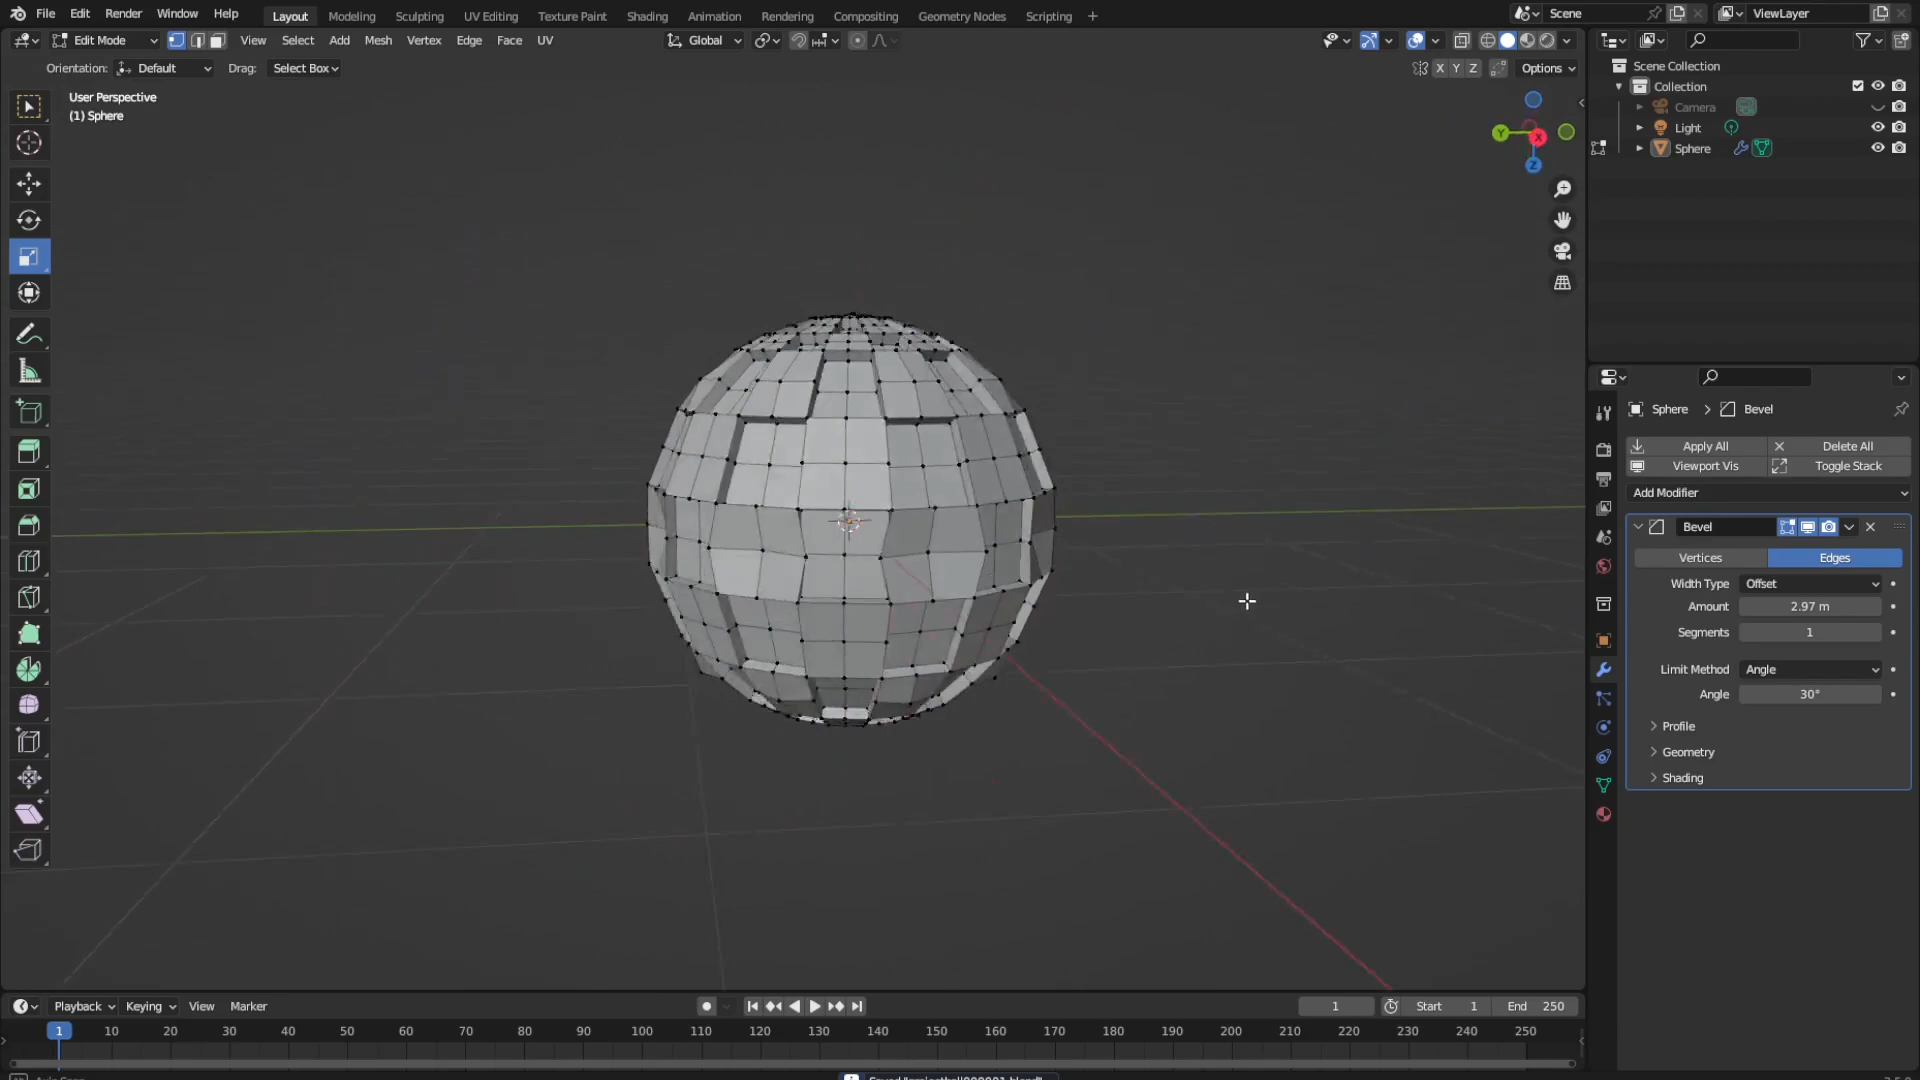 File Edit Render Window Help Layout Modeling Sculpting UV Editing Texture Paint Shading Animation Rendering Compositing Geometry Nodes Scripting + Scene ViewLayer
Edit Mode View Select Add Mesh Vertex Edge Face UV Global
Orientation: Default Drag: Select Box X Y Z Options
User Perspective
(1) Sphere
Y X Z
Scene Collection
Collection
Camera
Light
Sphere
Sphere > Bevel
Apply All Delete All
Viewport Vis Toggle Stack
Add Modifier
Bevel
Vertices Edges
Width Type Offset
Amount 2.97 m
Segments 1
Limit Method Angle
Angle 30°
Profile
Geometry
Shading
Playback Keying View Marker 1 Start 1 End 250
1 10 20 30 40 50 60 70 80 90 100 110 120 130 140 150 160 170 180 190 200 210 220 230 240 250